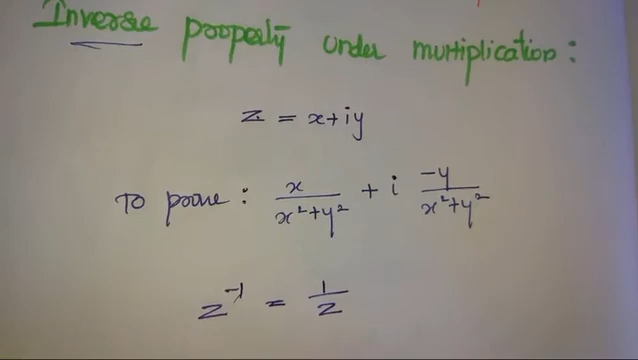 Inverse property under multiplication:
z = x+iy
To prove: x/(x²+y²) + i -y/(x²+y²)
z⁻¹ = 1/z